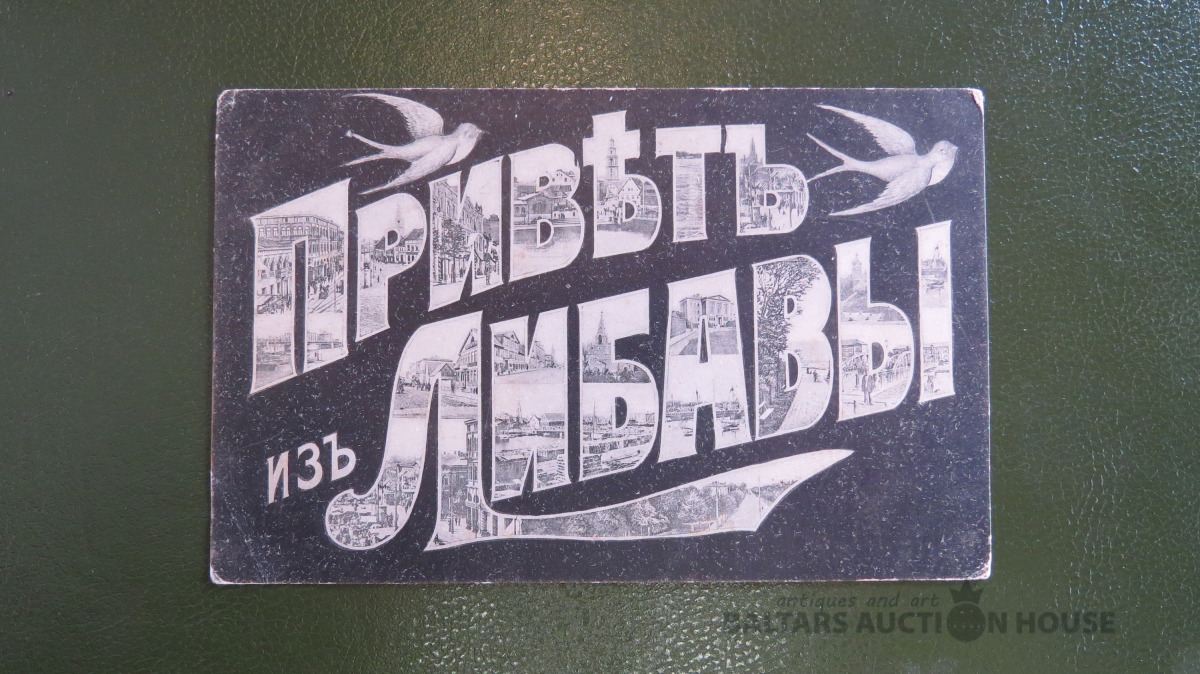 ПРИВѢТЪ
ИЗЪ
ЛИБАВЫ
antiques and art
BALTARS AUCTION HOUSE